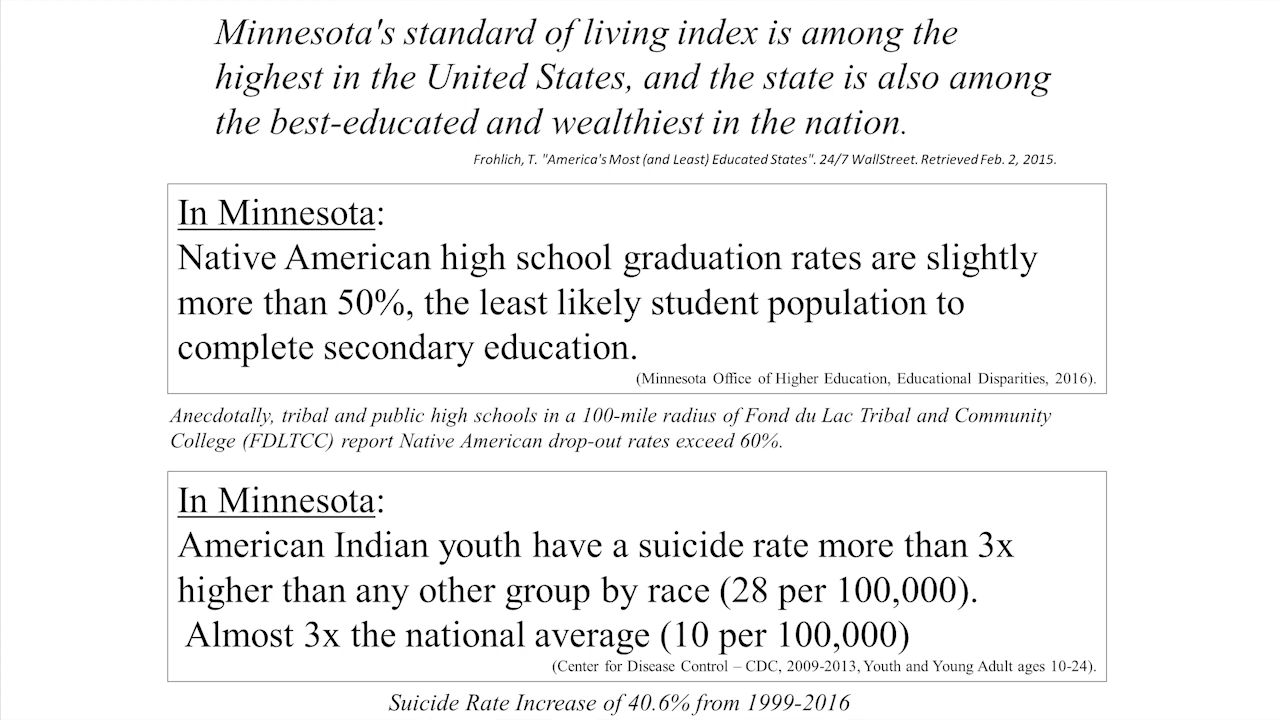 Minnesota's standard of living index is among the
highest in the United States, and the state is also among
the best-educated and wealthiest in the nation.
Frohlich, T. "America's Most (and Least) Educated States". 24/7 WallStreet. Retrieved Feb. 2, 2015.
In Minnesota:
Native American high school graduation rates are slightly
more than 50%, the least likely student population to
complete secondary education.
(Minnesota Office of Higher Education, Educational Disparities, 2016).
Anecdotally, tribal and public high schools in a 100-mile radius of Fond du Lac Tribal and Community
College (FDLTCC) report Native American drop-out rates exceed 60%.
In Minnesota:
American Indian youth have a suicide rate more than 3x
higher than any other group by race (28 per 100,000).
Almost 3x the national average (10 per 100,000)
(Center for Disease Control – CDC, 2009-2013, Youth and Young Adult ages 10-24).
Suicide Rate Increase of 40.6% from 1999-2016